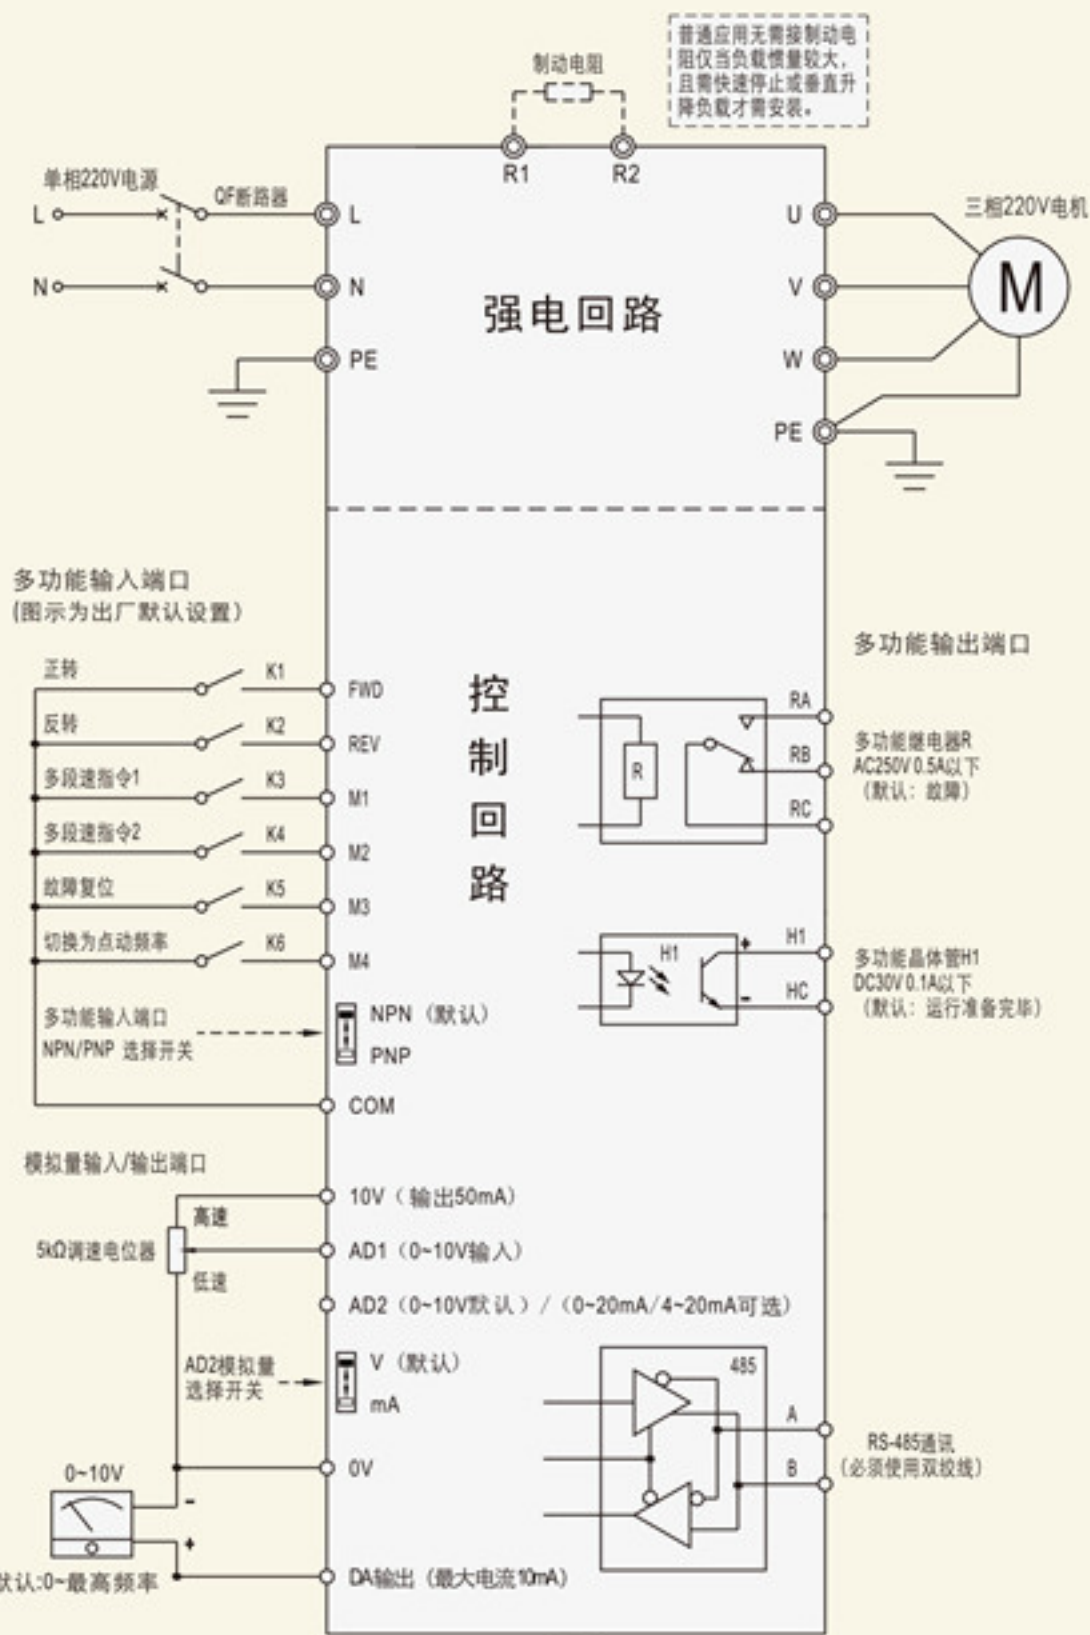 普通应用无需接制动电
阻仅当负载惯量较大，
且需快速停止或垂直升
降负载才需安装。
制动电阻
R1
R2
单相220V电源
QF断路器
L
L
U
三相220V电机
N
N
V
M
强电回路
PE
W
PE
多功能输入端口
(图示为出厂默认设置)
多功能输出端口
正转
K1
FWD
反转
K2
REV
多段速指令1
K3
M1
多段速指令2
K4
M2
故障复位
K5
M3
切换为点动频率
K6
M4
控
制
回
路
R
RA
RB
RC
多功能继电器R
AC250V 0.5A以下
(默认：故障)
H1
+
-
H1
HC
多功能晶体管H1
DC30V 0.1A以下
(默认：运行准备完毕)
多功能输入端口
NPN/PNP 选择开关
NPN (默认)
PNP
COM
模拟量输入/输出端口
10V (输出50mA)
高速
5kΩ调速电位器
AD1 (0~10V输入)
低速
AD2 (0~10V默认) / (0~20mA/4~20mA可选)
AD2模拟量
选择开关
V (默认)
mA
485
A
B
RS-485通讯
(必须使用双绞线)
0V
0~10V
-
+
默认:0~最高频率
DA输出 (最大电流10mA)